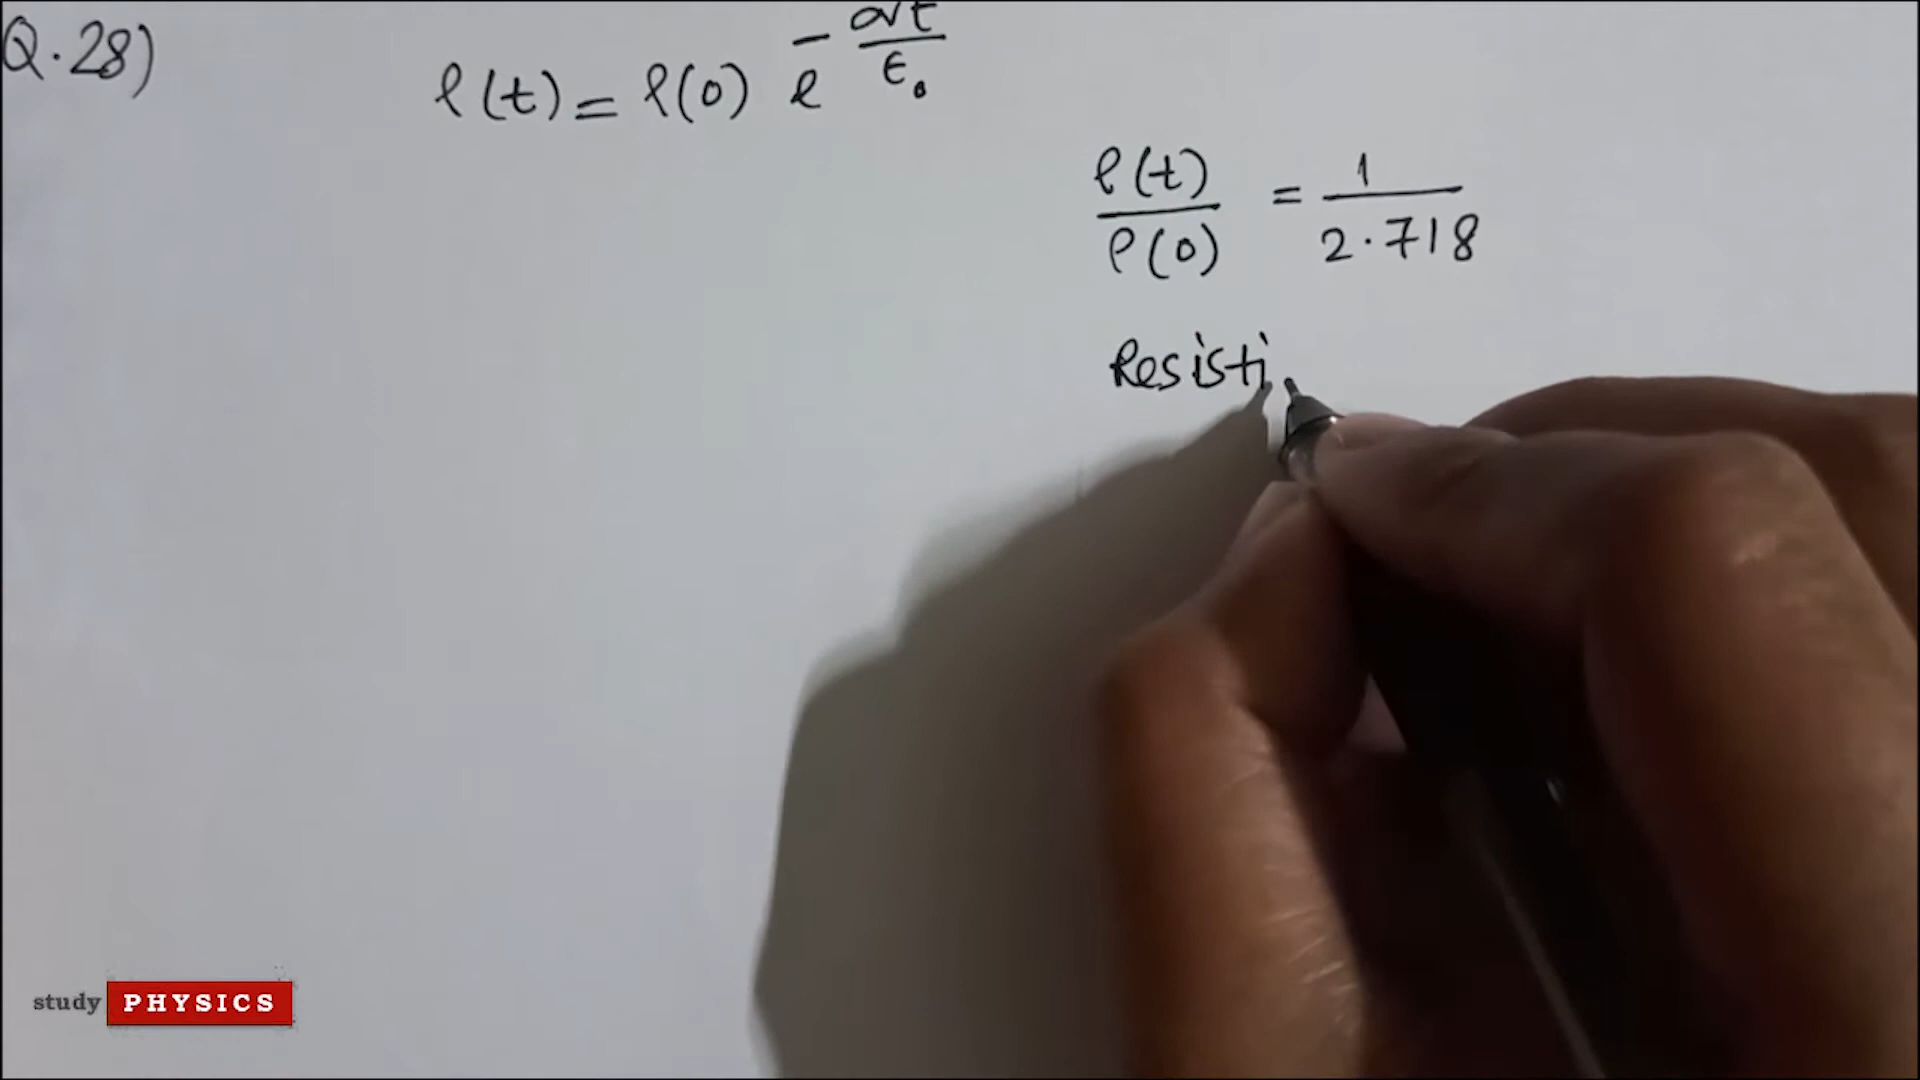 Q.28)
ρ(t) = ρ(0) e^(-σt/ε₀)
ρ(t)/ρ(0) = 1/2.718
Resisti
study PHYSICS